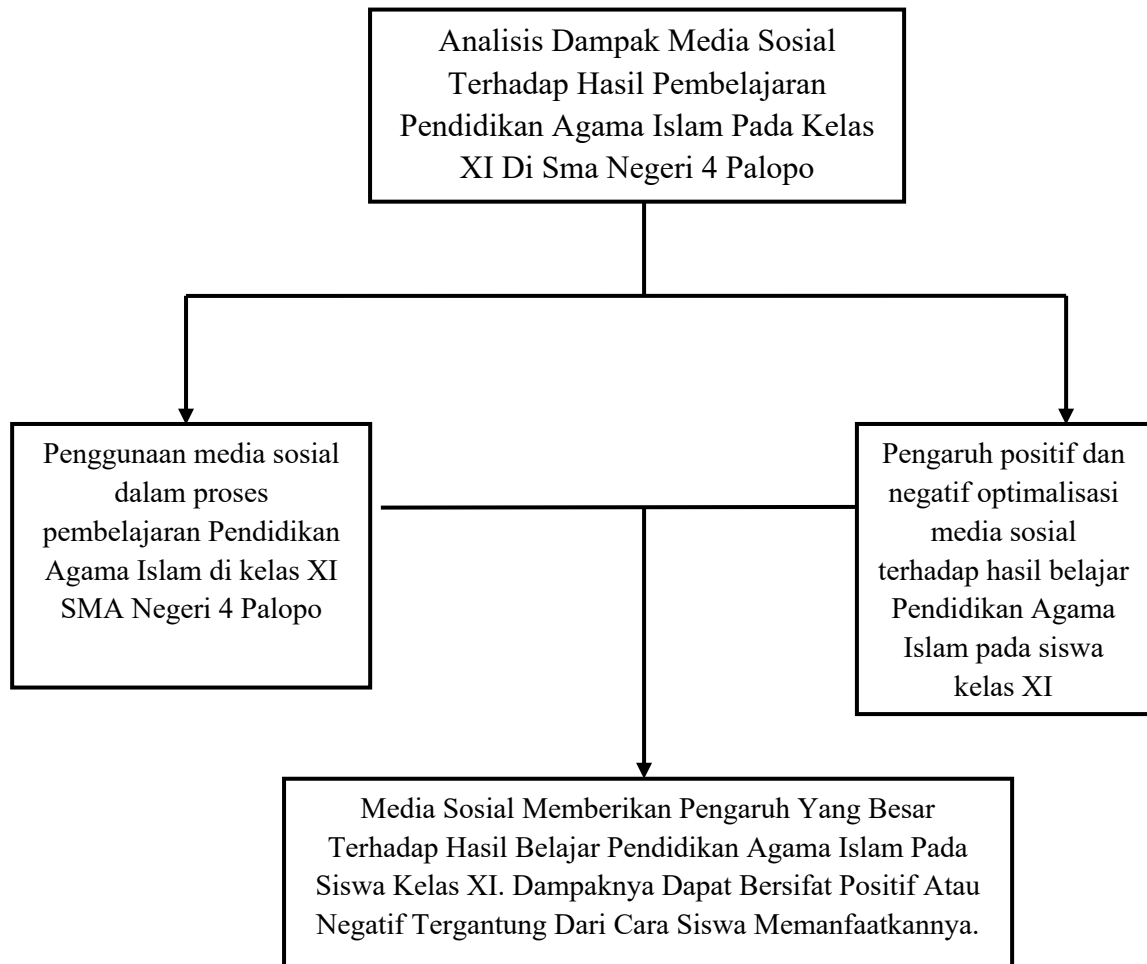 Analisis Dampak Media Sosial
Terhadap Hasil Pembelajaran
Pendidikan Agama Islam Pada Kelas
XI Di Sma Negeri 4 Palopo
Penggunaan media sosial
dalam proses
pembelajaran Pendidikan
Agama Islam di kelas XI
SMA Negeri 4 Palopo
Pengaruh positif dan
negatif optimalisasi
media sosial
terhadap hasil belajar
Pendidikan Agama
Islam pada siswa
kelas XI
Media Sosial Memberikan Pengaruh Yang Besar
Terhadap Hasil Belajar Pendidikan Agama Islam Pada
Siswa Kelas XI. Dampaknya Dapat Bersifat Positif Atau
Negatif Tergantung Dari Cara Siswa Memanfaatkannya.